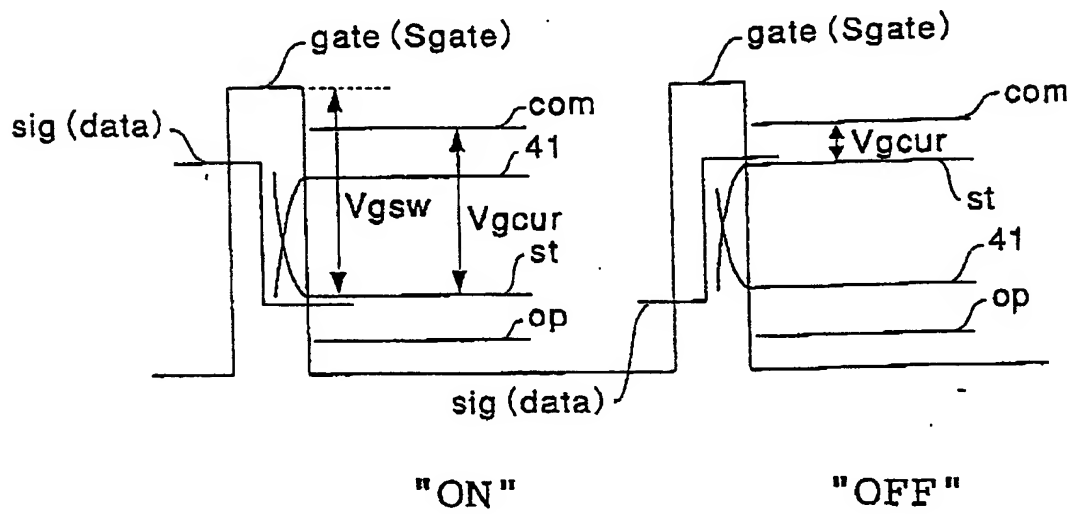 gate (Sgate)
gate (Sgate)
sig (data)
com
com
41
Vgcur
Vgsw
Vgcur
st
st
41
op
op
sig (data)
"ON"
"OFF"